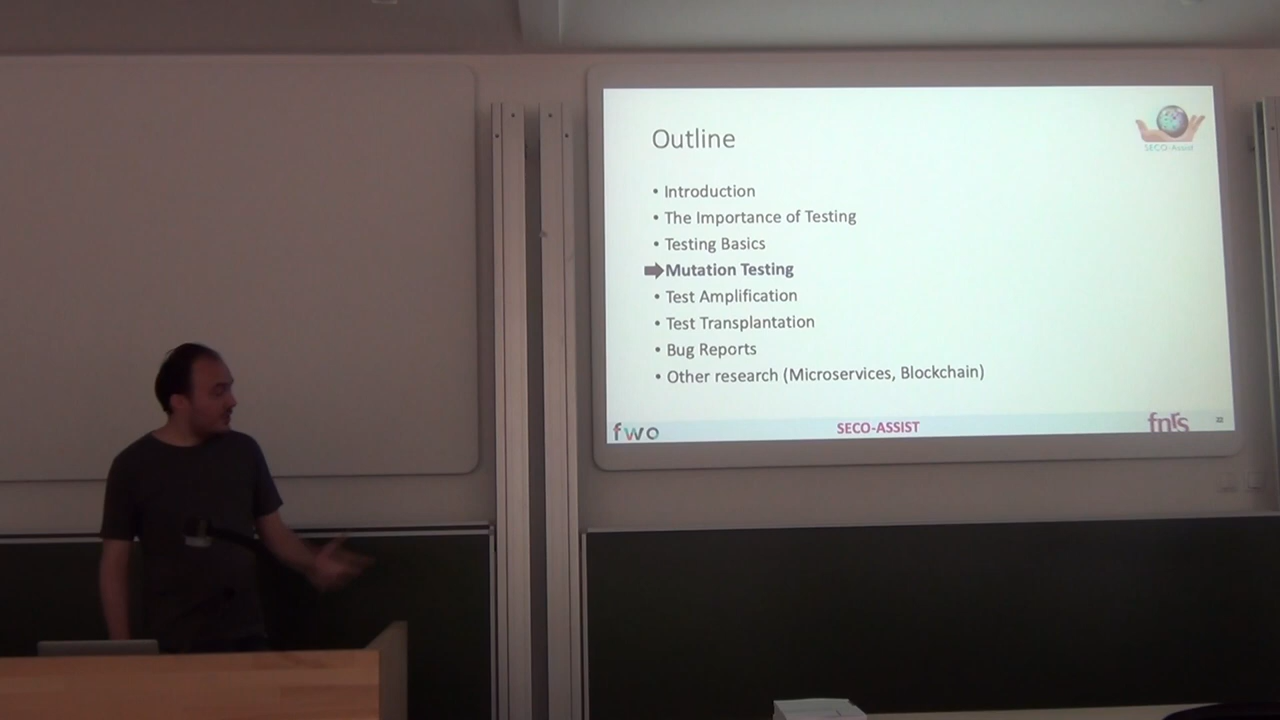 Outline
SECO-Assist
• Introduction
• The Importance of Testing
• Testing Basics
Mutation Testing
• Test Amplification
• Test Transplantation
• Bug Reports
• Other research (Microservices, Blockchain)
fwo
SECO-ASSIST
fnrs